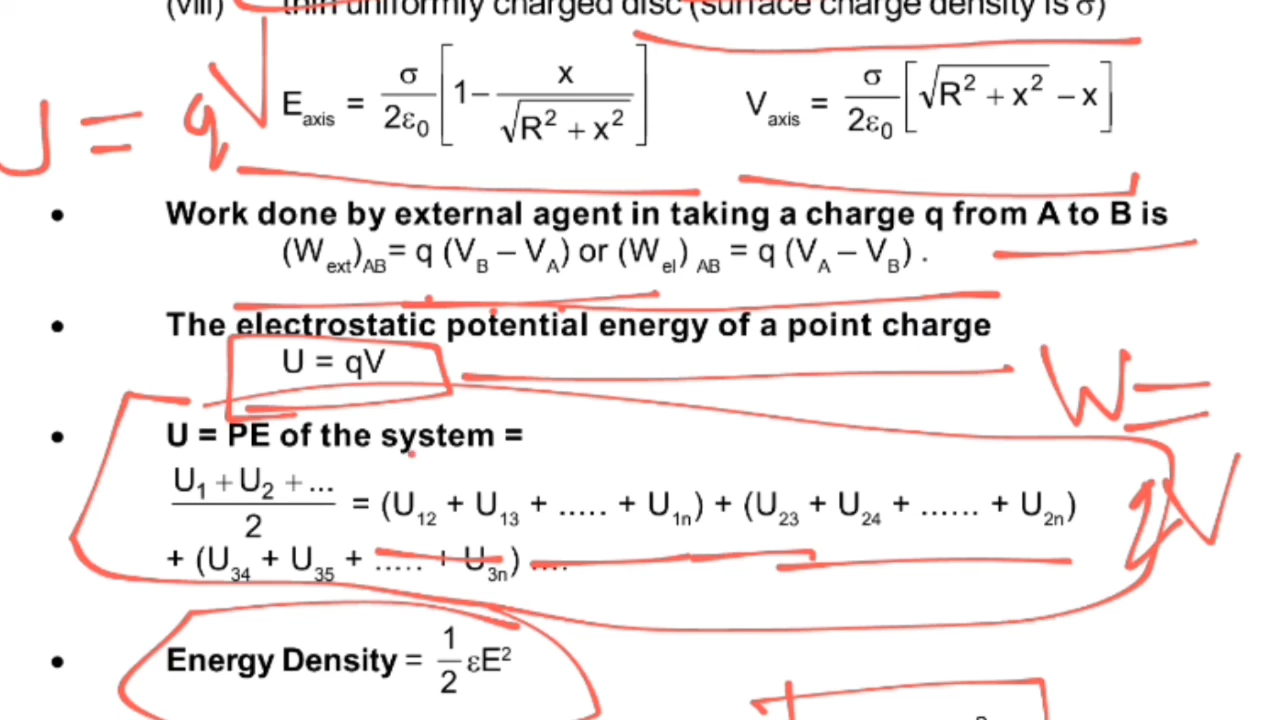 (viii) thin uniformly charged disc (surface charge density is σ)
E_axis = σ/2ε₀ [1− x/√(R² + x²)] V_axis = σ/2ε₀ [√(R² + x²) − x]
J = q
• Work done by external agent in taking a charge q from A to B is
(W_ext)_AB = q (V_B − V_A) or (W_el)_AB = q (V_A − V_B) .
• The electrostatic potential energy of a point charge
U = qV
W =
• U = PE of the system =
(U₁ + U₂ + ...)/2 = (U₁₂ + U₁₃ + ..... + U₁ₙ) + (U₂₃ + U₂₄ + ...... + U₂ₙ)
+ (U₃₄ + U₃₅ + ..... + U₃ₙ) ....
• Energy Density = 1/2 εE²